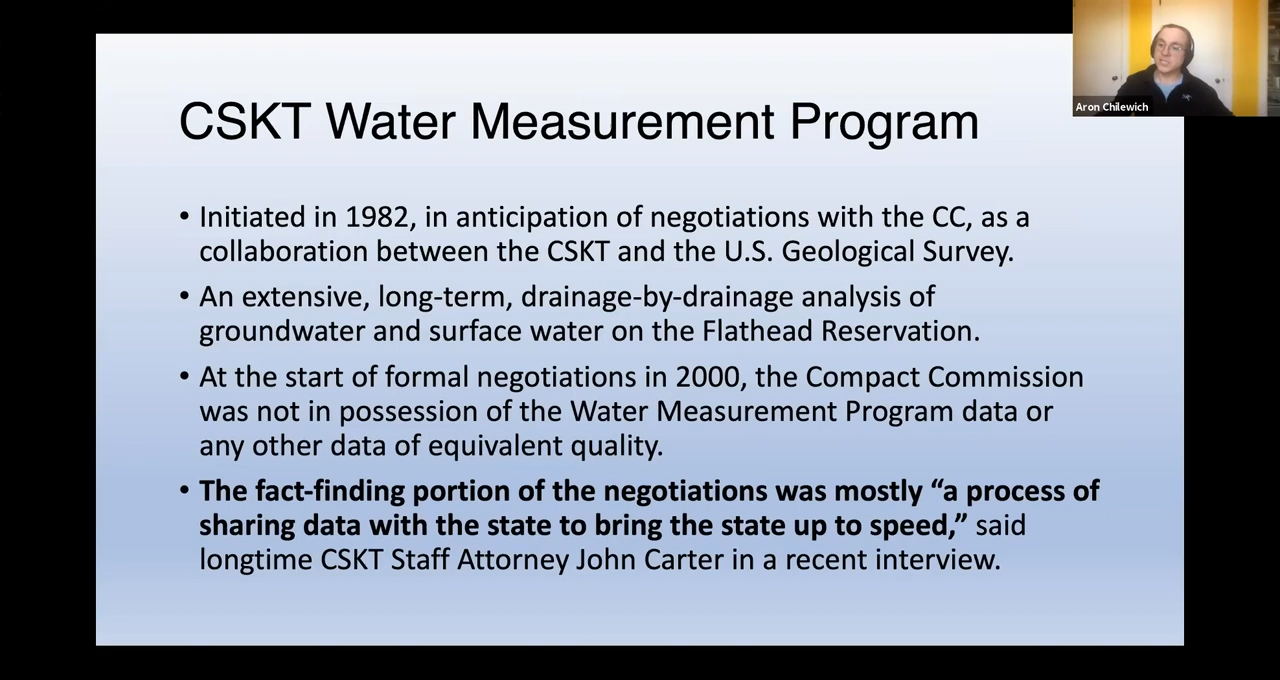 Aron Chilewich
CSKT Water Measurement Program
• Initiated in 1982, in anticipation of negotiations with the CC, as a
collaboration between the CSKT and the U.S. Geological Survey.
• An extensive, long-term, drainage-by-drainage analysis of
groundwater and surface water on the Flathead Reservation.
• At the start of formal negotiations in 2000, the Compact Commission
was not in possession of the Water Measurement Program data or
any other data of equivalent quality.
• The fact-finding portion of the negotiations was mostly “a process of
sharing data with the state to bring the state up to speed,” said
longtime CSKT Staff Attorney John Carter in a recent interview.